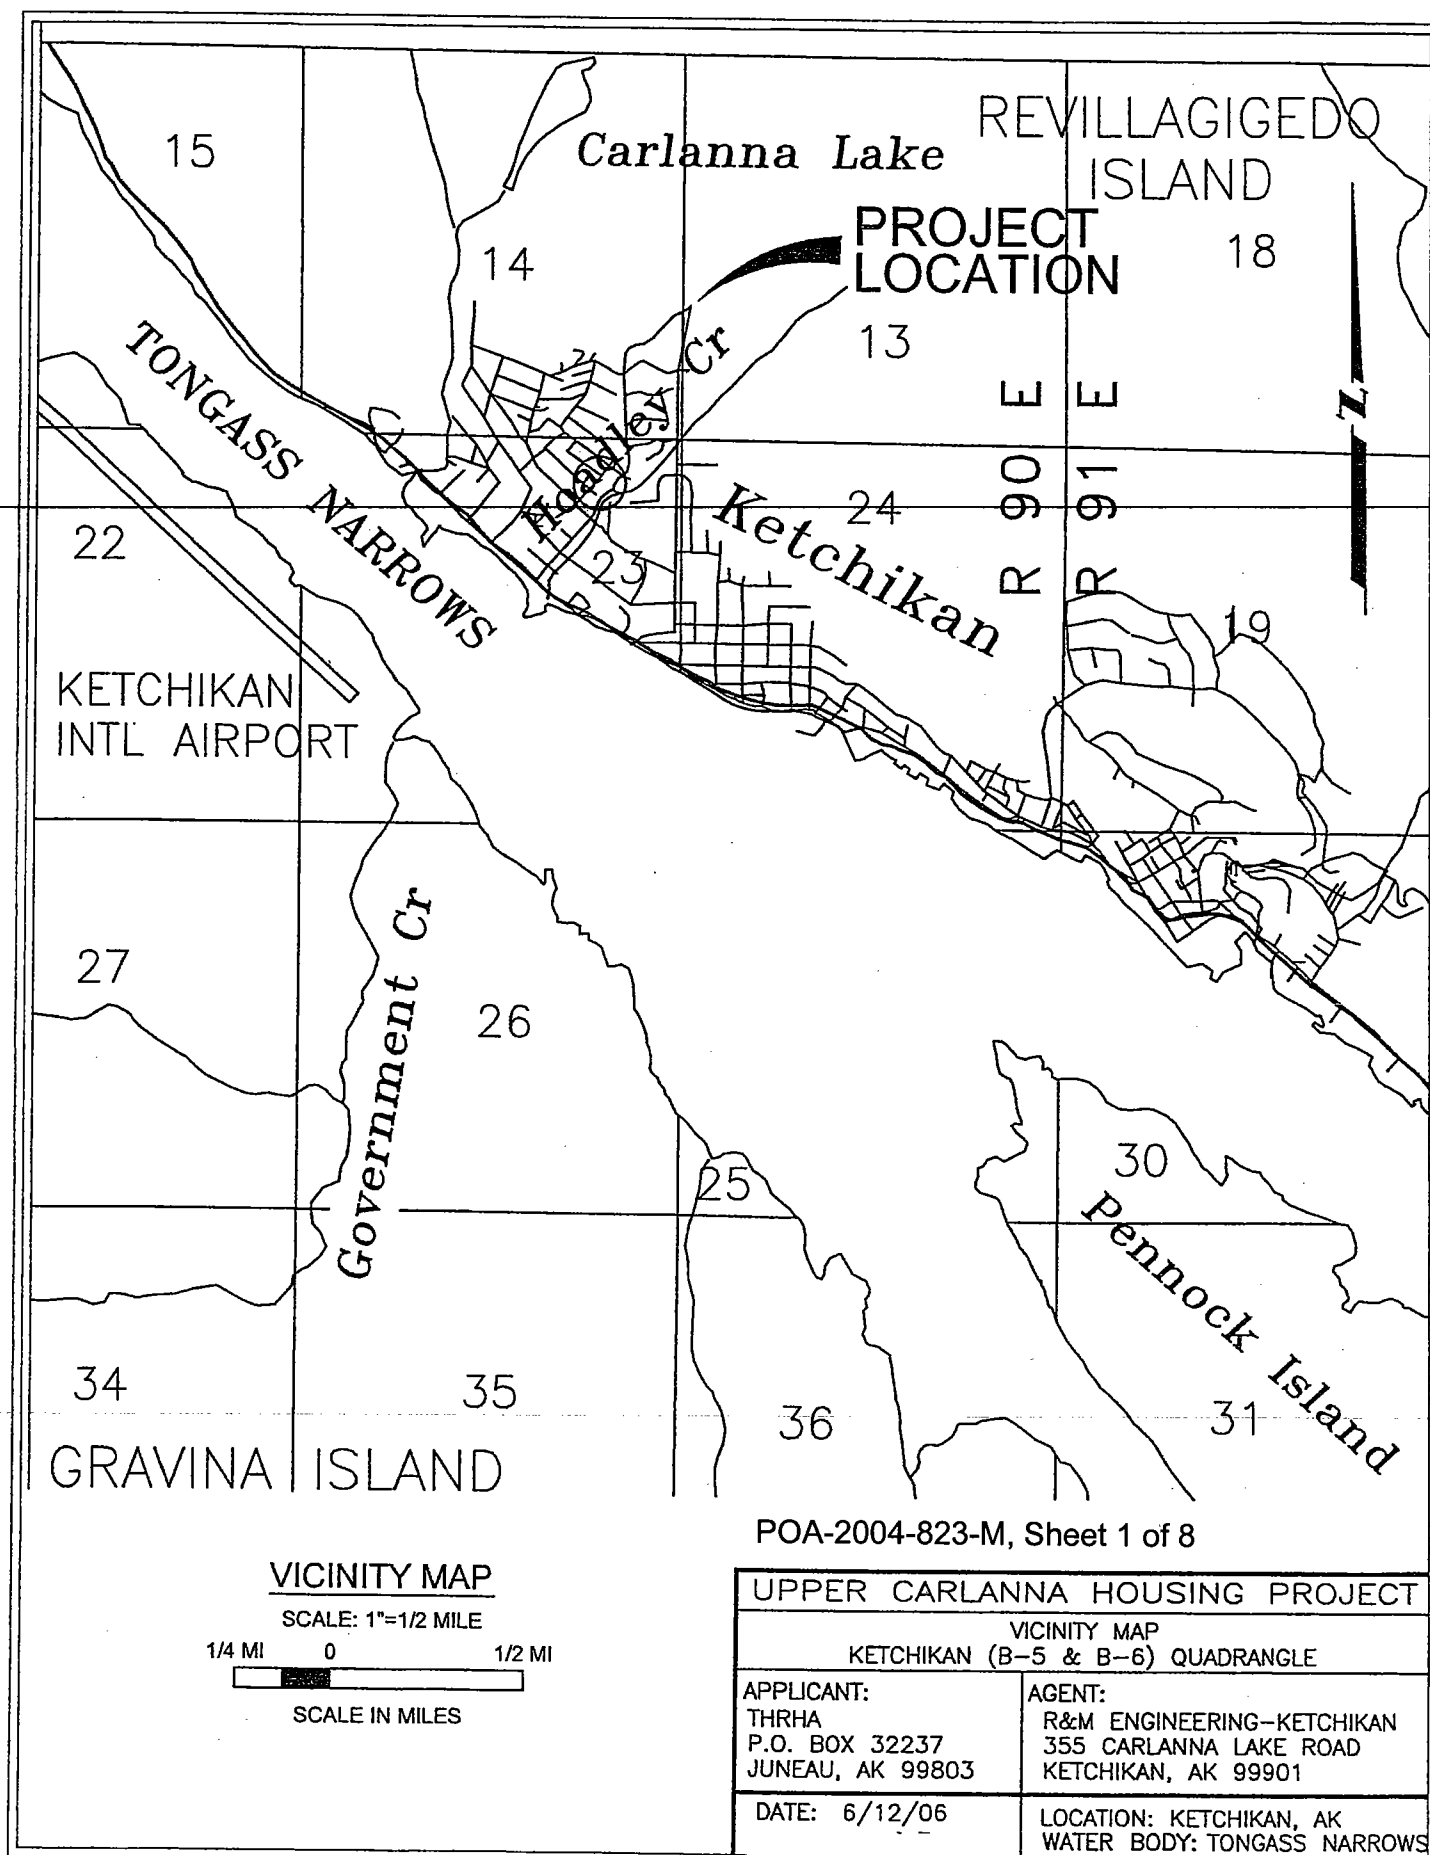 REVILLAGIGEDO
ISLAND
15
Carlanna Lake
PROJECT
LOCATION
14
18
13
TONGASS NARROWS
Hoadley Cr
R 90 E
R 91 E
N
22
23
24
Ketchikan
19
KETCHIKAN
INTL AIRPORT
27
Government Cr
26
25
30
Pennock Island
34
35
36
31
GRAVINA ISLAND
POA-2004-823-M, Sheet 1 of 8
VICINITY MAP
SCALE: 1"=1/2 MILE
1/4 MI 0 1/2 MI
SCALE IN MILES
UPPER CARLANNA HOUSING PROJECT
VICINITY MAP
KETCHIKAN (B-5 & B-6) QUADRANGLE
APPLICANT:
THRHA
P.O. BOX 32237
JUNEAU, AK 99803
AGENT:
R&M ENGINEERING-KETCHIKAN
355 CARLANNA LAKE ROAD
KETCHIKAN, AK 99901
DATE: 6/12/06
LOCATION: KETCHIKAN, AK
WATER BODY: TONGASS NARROWS